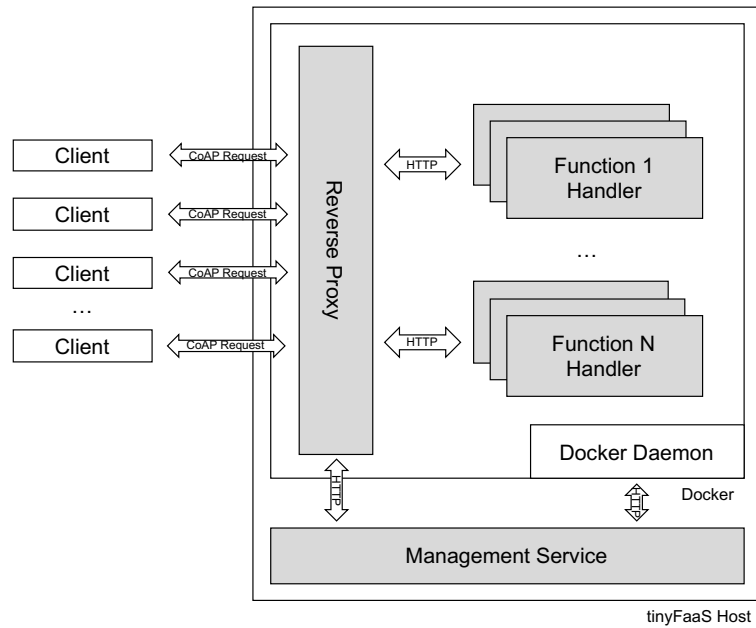 Client
CoAP Request
Client
CoAP Request
Client
CoAP Request
…
Client
CoAP Request
Reverse Proxy
HTTP
Function 1
Handler
…
HTTP
Function N
Handler
Docker Daemon
HTTP
HTTP
Docker
Management Service
tinyFaaS Host